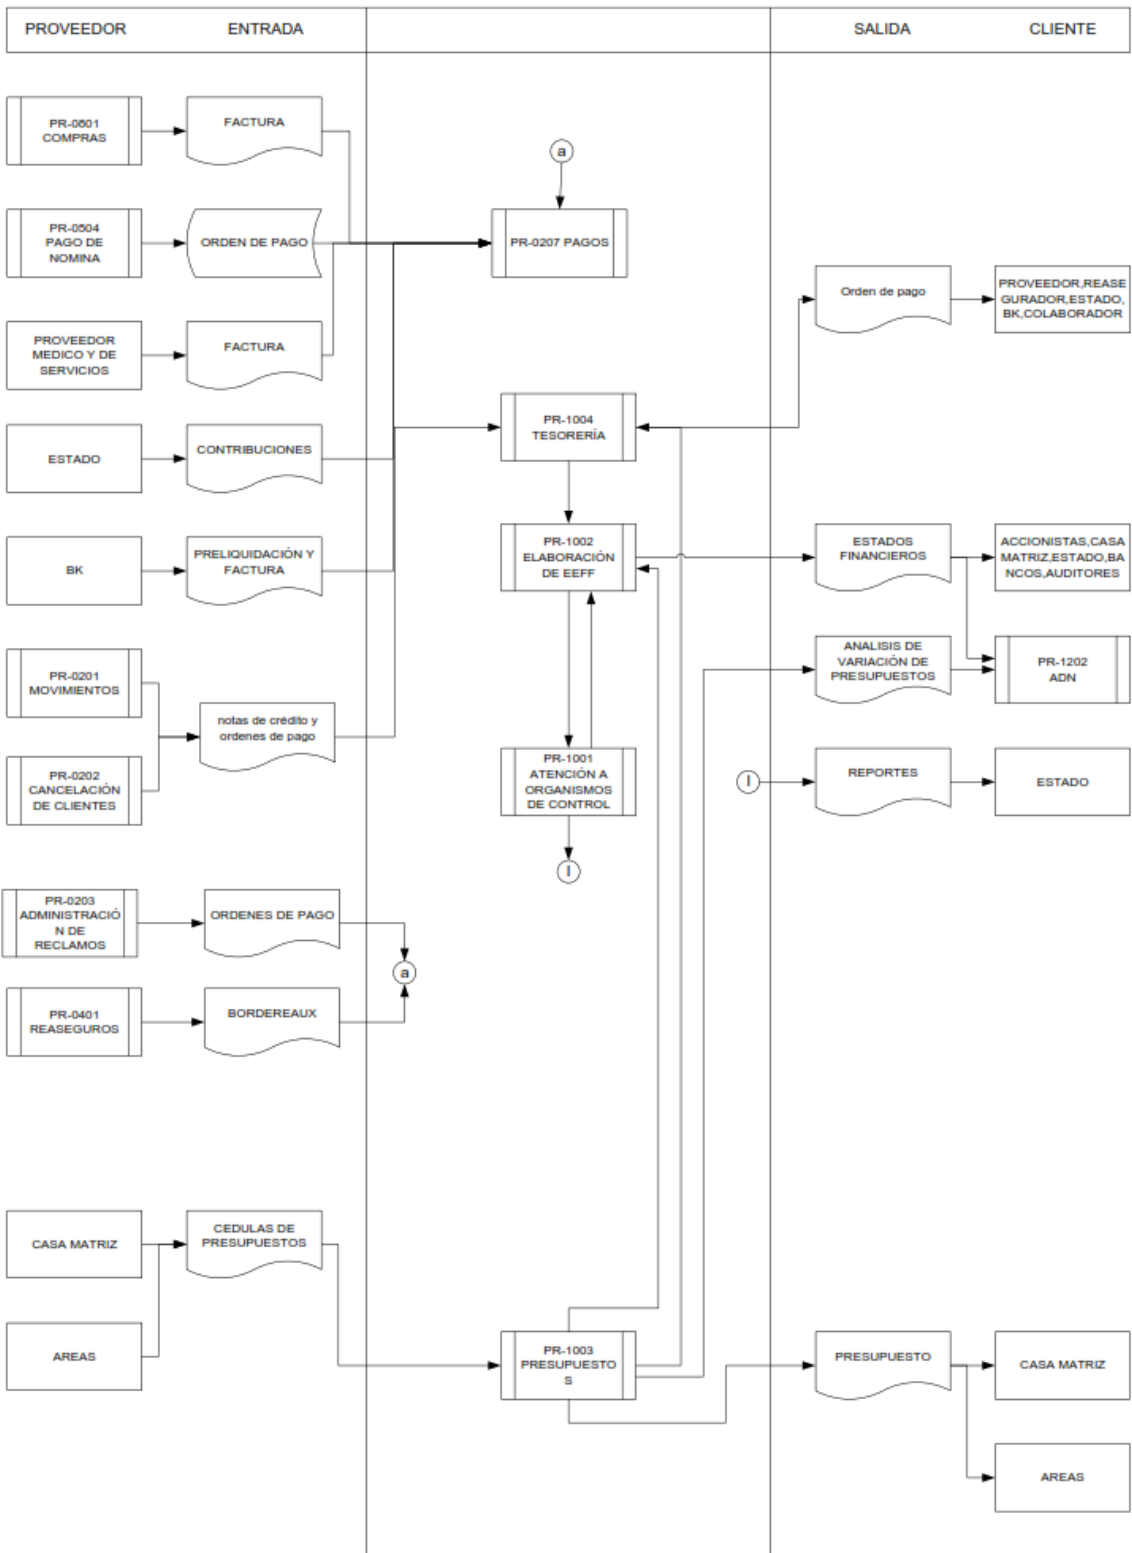 PROVEEDOR
ENTRADA
SALIDA
CLIENTE
PR-0601
COMPRAS
FACTURA
a
PR-0504
PAGO DE
NOMINA
ORDEN DE PAGO
PR-0207 PAGOS
Orden de pago
PROVEEDOR,REASE
GURADOR,ESTADO,
BK,COLABORADOR
PROVEEDOR
MEDICO Y DE
SERVICIOS
FACTURA
PR-1004
TESORERÍA
ESTADO
CONTRIBUCIONES
PR-1002
ELABORACIÓN
DE EEFF
ESTADOS
FINANCIEROS
ACCIONISTAS,CASA
MATRIZ,ESTADO,BA
NCOS,AUDITORES
BK
PRELIQUIDACIÓN Y
FACTURA
ANALISIS DE
VARIACIÓN DE
PRESUPUESTOS
PR-1202
ADN
PR-0201
MOVIMIENTOS
notas de crédito y
ordenes de pago
PR-0202
CANCELACIÓN
DE CLIENTES
PR-1001
ATENCIÓN A
ORGANISMOS
DE CONTROL
I
REPORTES
ESTADO
I
PR-0203
ADMINISTRACIÓ
N DE
RECLAMOS
ORDENES DE PAGO
a
PR-0401
REASEGUROS
BORDEREAUX
CASA MATRIZ
CEDULAS DE
PRESUPUESTOS
AREAS
PR-1003
PRESUPUESTO
S
PRESUPUESTO
CASA MATRIZ
AREAS